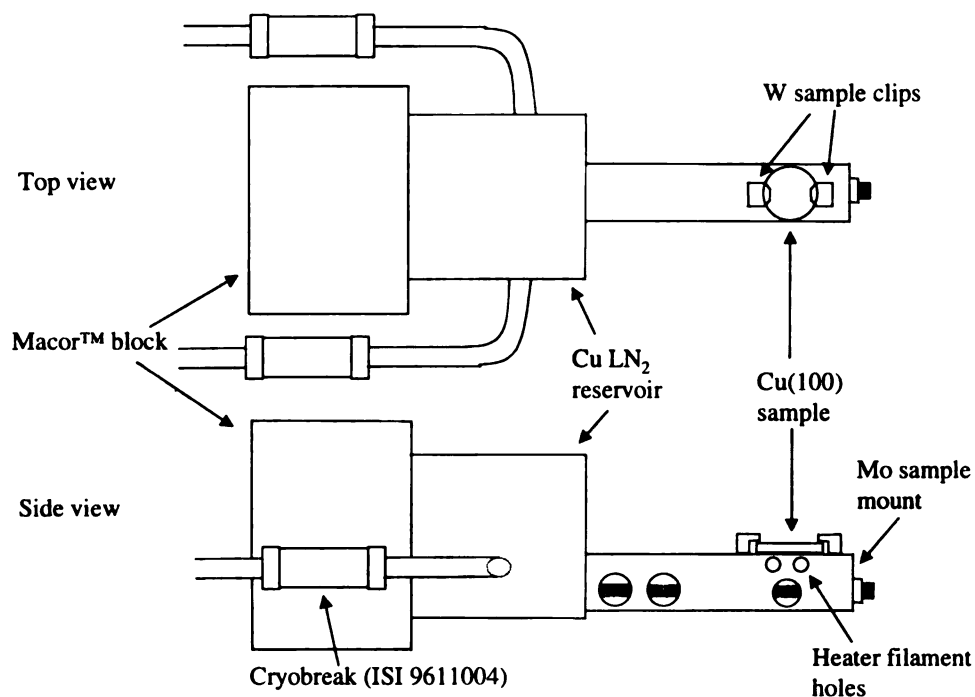 W sample clips
Top view
Macor™ block
Cu LN₂
reservoir
Cu(100)
sample
Side view
Mo sample
mount
Heater filament
holes
Cryobreak (ISI 9611004)